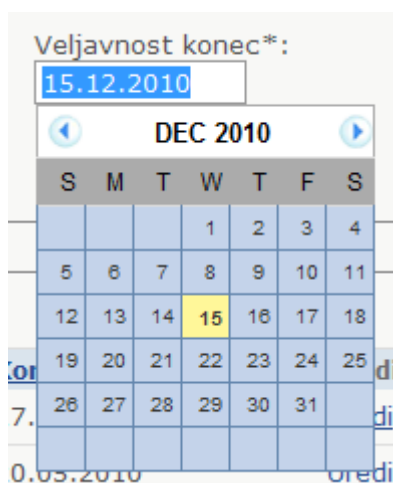 Veljavnost konec*:
15.12.2010
DEC 2010
S M T W T F S
1 2 3 4
5 6 7 8 9 10 11
12 13 14 15 16 17 18
19 20 21 22 23 24 25
7. 26 27 28 29 30 31